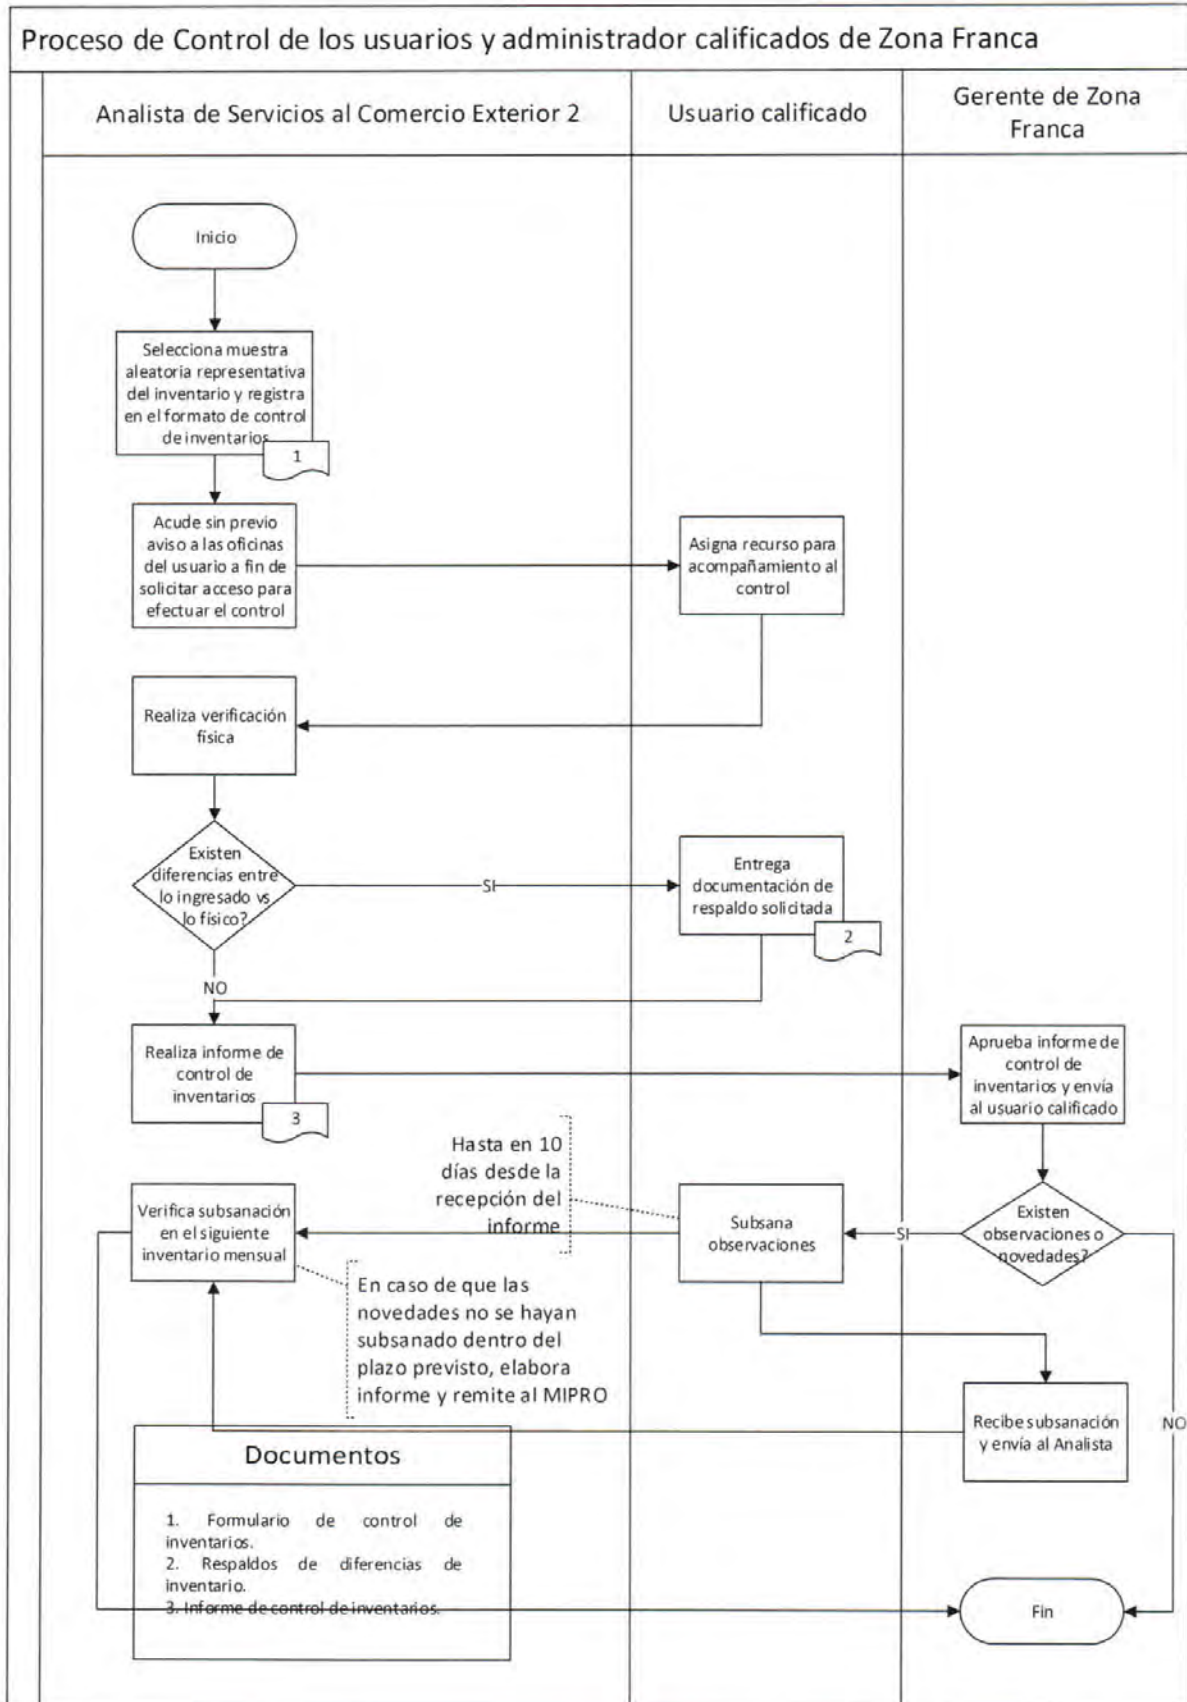 Proceso de Control de los usuarios y administrador calificados de Zona Franca
Analista de Servicios al Comercio Exterior 2
Usuario calificado
Gerente de Zona
Franca
Inicio
Selecciona muestra
aleatoria representativa
del inventario y registra
en el formato de control
de inventarios
1
Acude sin previo
aviso a las oficinas
del usuario a fin de
solicitar acceso para
efectuar el control
Asigna recurso para
acompañamiento al
control
Realiza verificación
física
Existen
diferencias entre
lo ingresado vs
lo físico?
SI
Entrega
documentación de
respaldo solicitada
2
NO
Realiza informe de
control de
inventarios
3
Aprueba informe de
control de
inventarios y envía
al usuario calificado
Hasta en 10
días desde la
recepción del
informe
Verifica subsanación
en el siguiente
inventario mensual
Subsana
observaciones
SI
Existen
observaciones o
novedades?
En caso de que las
novedades no se hayan
subsanado dentro del
plazo previsto, elabora
informe y remite al MIPRO
Recibe subsanación
y envía al Analista
NO
Documentos
1. Formulario de control de
inventarios.
2. Respaldos de diferencias de
inventario.
3. Informe de control de inventarios.
Fin